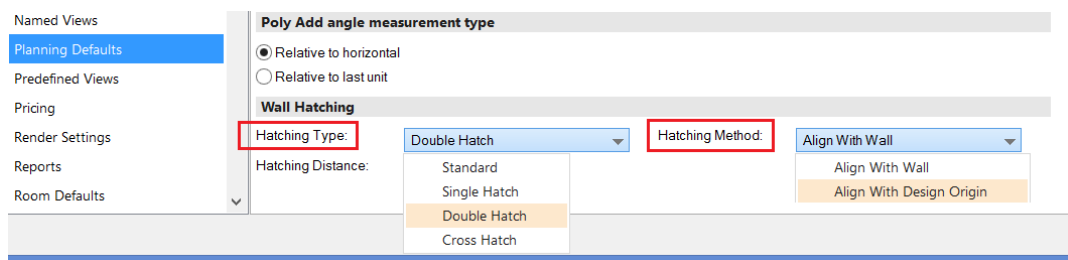 Named Views
Planning Defaults
Predefined Views
Pricing
Render Settings
Reports
Room Defaults
Poly Add angle measurement type
Relative to horizontal
Relative to last unit
Wall Hatching
Hatching Type: Double Hatch Hatching Method: Align With Wall
Hatching Distance: Standard Align With Wall
Single Hatch Align With Design Origin
Double Hatch
Cross Hatch